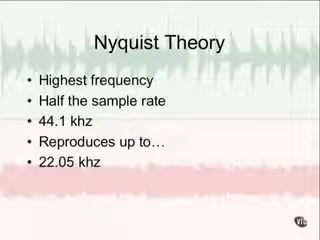 Nyquist Theory
• Highest frequency
• Half the sample rate
• 44.1 khz
• Reproduces up to…
• 22.05 khz